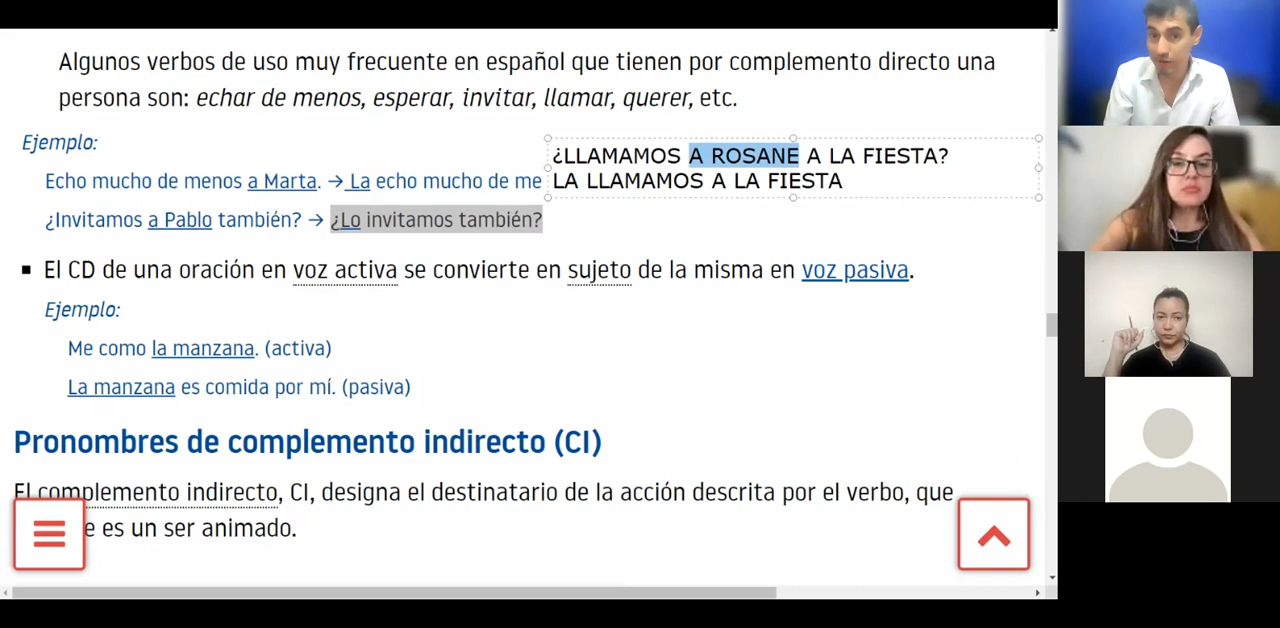 Algunos verbos de uso muy frecuente en español que tienen por complemento directo una
persona son: echar de menos, esperar, invitar, llamar, querer, etc.
Ejemplo:
¿LLAMAMOS A ROSANE A LA FIESTA?
Echo mucho de menos a Marta. → La echo mucho de me
LA LLAMAMOS A LA FIESTA
¿Invitamos a Pablo también? → ¿Lo invitamos también?
▪ El CD de una oración en voz activa se convierte en sujeto de la misma en voz pasiva.
Ejemplo:
Me como la manzana. (activa)
La manzana es comida por mí. (pasiva)
Pronombres de complemento indirecto (CI)
El complemento indirecto, CI, designa el destinatario de la acción descrita por el verbo, que
e es un ser animado.